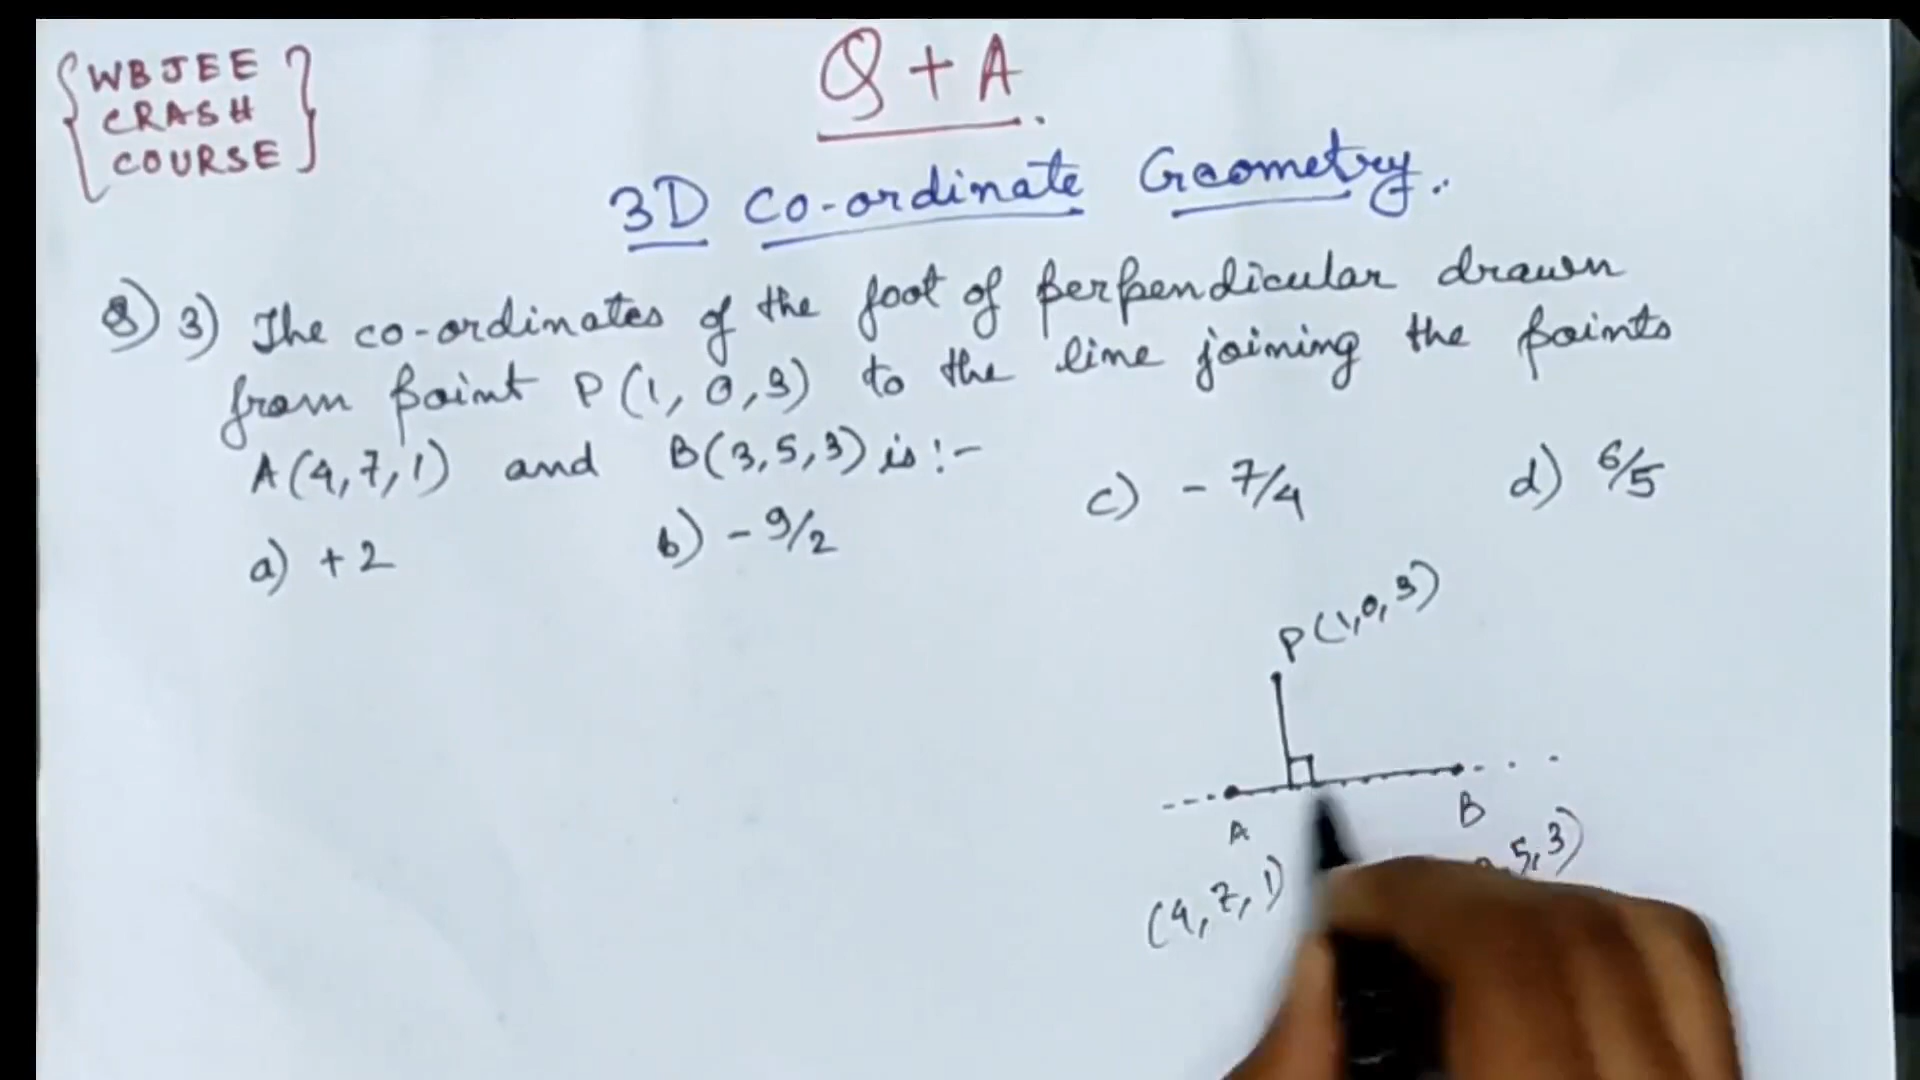 WBJEE
CRASH
COURSE
Q + A.
3D Co-ordinate Geometry.
Q) 3) The co-ordinates of the foot of perpendicular drawn
from point P(1, 0, 3) to the line joining the points
A(4, 7, 1) and B(3, 5, 3) is :-
a) +2
b) - 9/2
c) - 7/4
d) 6/5
P(1, 0, 3)
A
B
(4, 7, 1)
5, 3)